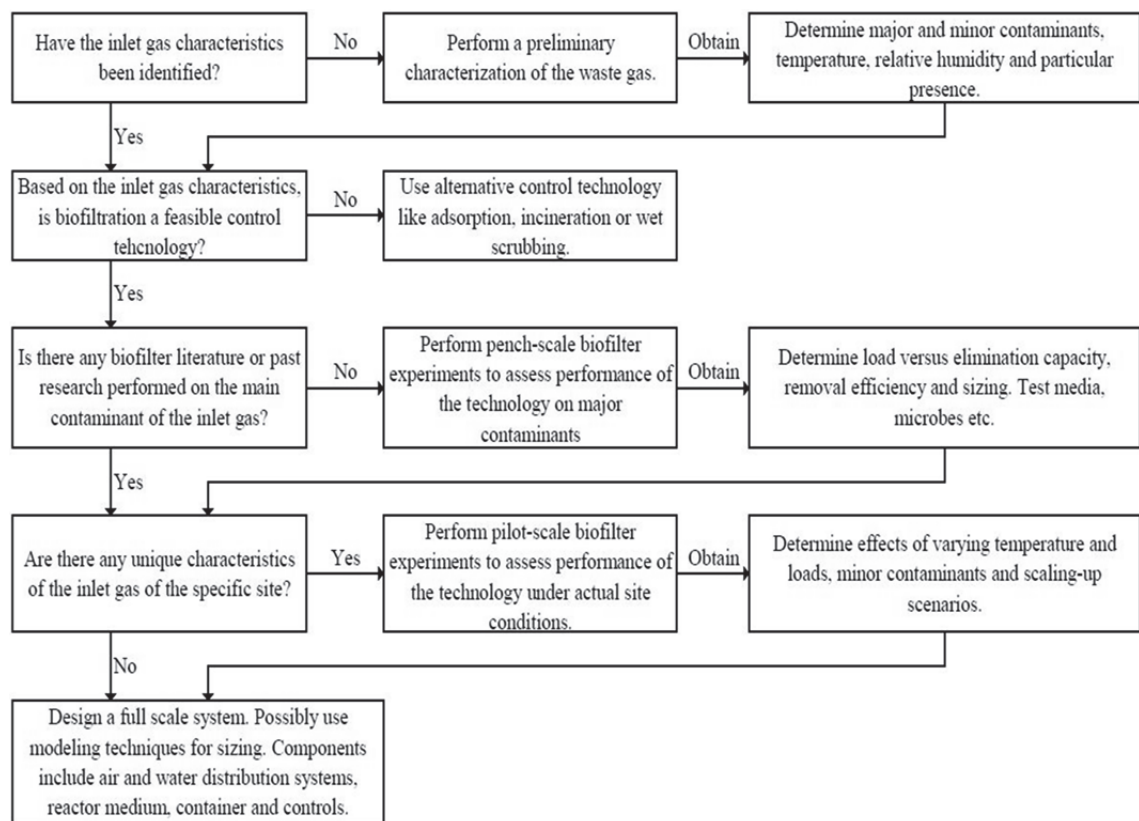 Have the inlet gas characteristics
been identified?
No
Perform a preliminary
characterization of the waste gas.
Obtain
Determine major and minor contaminants,
temperature, relative humidity and particular
presence.
Yes
Based on the inlet gas characteristics,
is biofiltration a feasible control
tehcnology?
No
Use alternative control technology
like adsorption, incineration or wet
scrubbing.
Yes
Is there any biofilter literature or past
research performed on the main
contaminant of the inlet gas?
No
Perform pench-scale biofilter
experiments to assess performance of
the technology on major
contaminants
Obtain
Determine load versus elimination capacity,
removal efficiency and sizing. Test media,
microbes etc.
Yes
Are there any unique characteristics
of the inlet gas of the specific site?
Yes
Perform pilot-scale biofilter
experiments to assess performance of
the technology under actual site
conditions.
Obtain
Determine effects of varying temperature and
loads, minor contaminants and scaling-up
scenarios.
No
Design a full scale system. Possibly use
modeling techniques for sizing. Components
include air and water distribution systems,
reactor medium, container and controls.